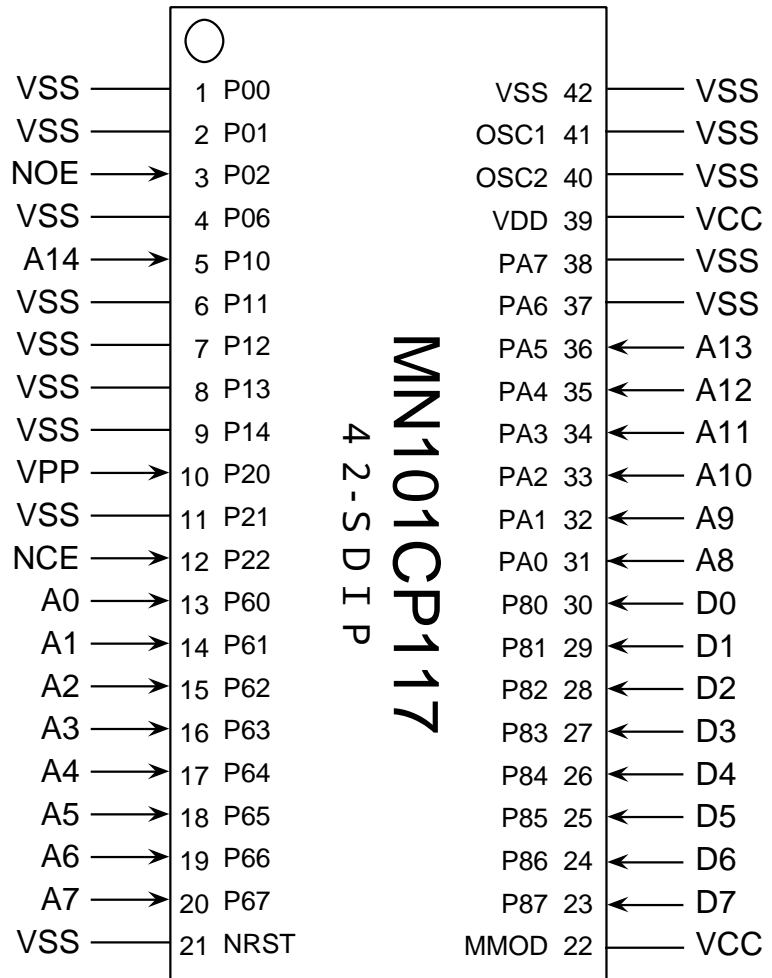 VSS 1 P00 VSS 42 VSS
VSS 2 P01 OSC1 41 VSS
NOE 3 P02 OSC2 40 VSS
VSS 4 P06 VDD 39 VCC
A14 5 P10 PA7 38 VSS
VSS 6 P11 PA6 37 VSS
VSS 7 P12 PA5 36 A13
VSS 8 P13 PA4 35 A12
VSS 9 P14 PA3 34 A11
VPP 10 P20 PA2 33 A10
VSS 11 P21 PA1 32 A9
NCE 12 P22 PA0 31 A8
A0 13 P60 P80 30 D0
A1 14 P61 P81 29 D1
A2 15 P62 P82 28 D2
A3 16 P63 P83 27 D3
A4 17 P64 P84 26 D4
A5 18 P65 P85 25 D5
A6 19 P66 P86 24 D6
A7 20 P67 P87 23 D7
VSS 21 NRST MMOD 22 VCC
MN101CP117
42-SDIP